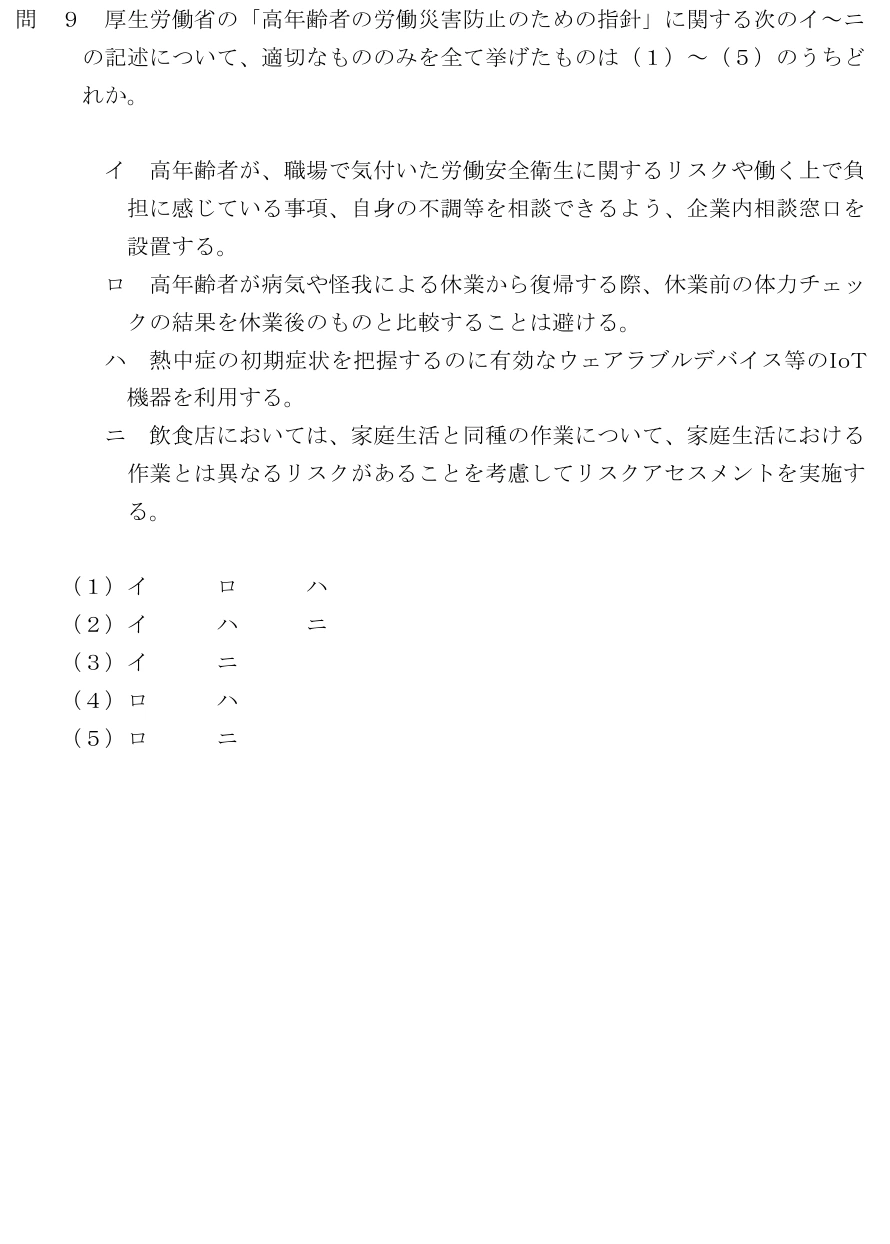 問　９　厚生労働省の「高年齢者の労働災害防止のための指針」に関する次のイ～ニ
の記述について、適切なもののみを全て挙げたものは（１）～（５）のうちど
れか。
イ　高年齢者が、職場で気付いた労働安全衛生に関するリスクや働く上で負
担に感じている事項、自身の不調等を相談できるよう、企業内相談窓口を
設置する。
ロ　高年齢者が病気や怪我による休業から復帰する際、休業前の体力チェッ
クの結果を休業後のものと比較することは避ける。
ハ　熱中症の初期症状を把握するのに有効なウェアラブルデバイス等のIoT
機器を利用する。
ニ　飲食店においては、家庭生活と同種の作業について、家庭生活における
作業とは異なるリスクがあることを考慮してリスクアセスメントを実施す
る。
（１）イ　　　ロ　　　ハ
（２）イ　　　ハ　　　ニ
（３）イ　　　ニ
（４）ロ　　　ハ
（５）ロ　　　ニ